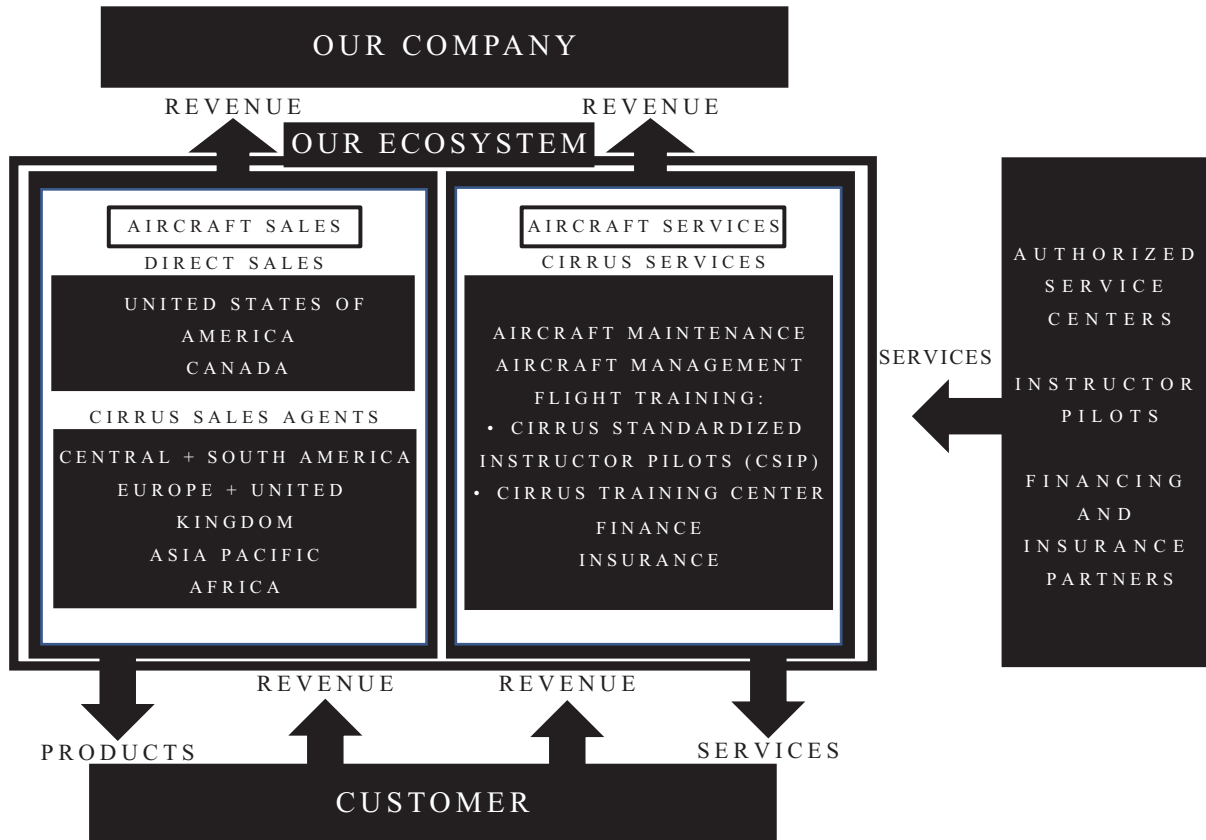 OUR COMPANY
REVENUE
REVENUE
OUR ECOSYSTEM
AIRCRAFT SALES
DIRECT SALES
UNITED STATES OF
AMERICA
CANADA
CIRRUS SALES AGENTS
CENTRAL + SOUTH AMERICA
EUROPE + UNITED
KINGDOM
ASIA PACIFIC
AFRICA
AIRCRAFT SERVICES
CIRRUS SERVICES
AIRCRAFT MAINTENANCE
AIRCRAFT MANAGEMENT
FLIGHT TRAINING:
• CIRRUS STANDARDIZED
INSTRUCTOR PILOTS (CSIP)
• CIRRUS TRAINING CENTER
FINANCE
INSURANCE
SERVICES
AUTHORIZED
SERVICE
CENTERS
INSTRUCTOR
PILOTS
FINANCING
AND
INSURANCE
PARTNERS
REVENUE
REVENUE
PRODUCTS
SERVICES
CUSTOMER